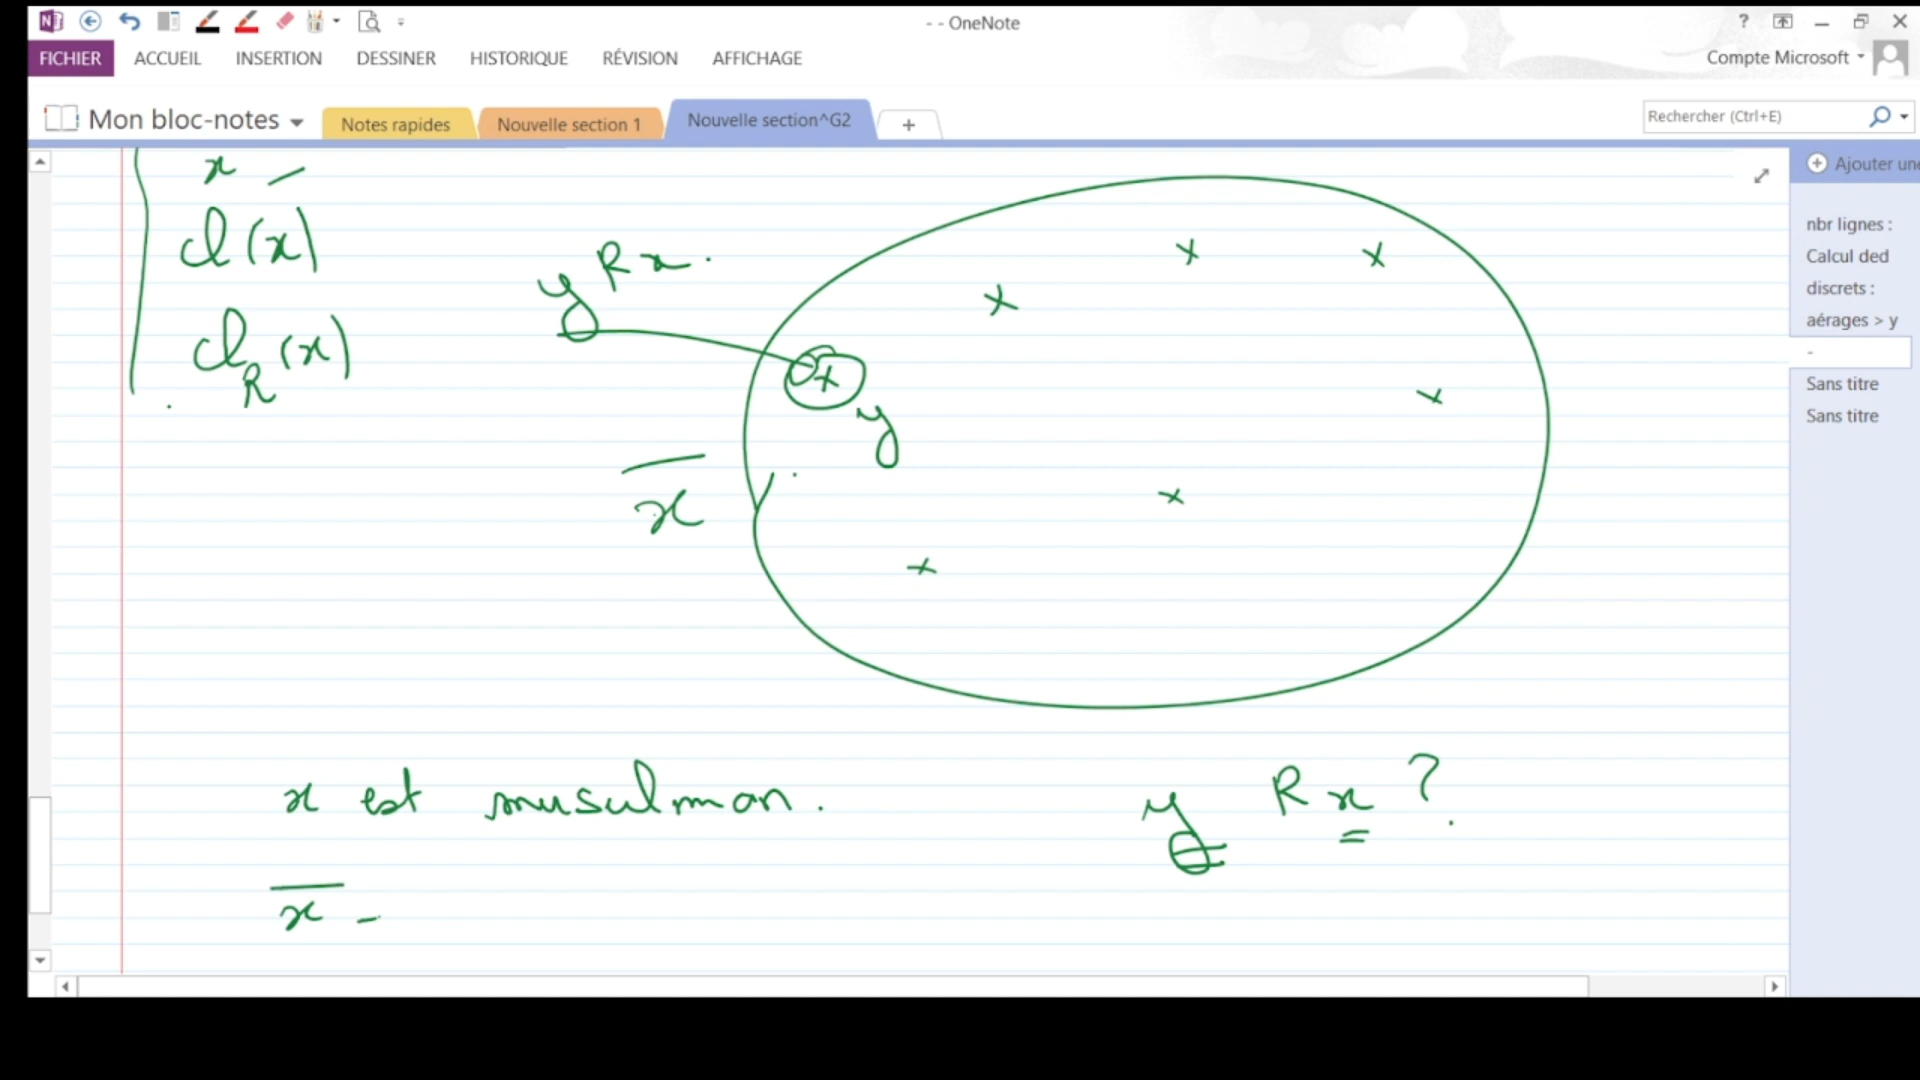 - - OneNote
?
FICHIER ACCUEIL INSERTION DESSINER HISTORIQUE RÉVISION AFFICHAGE
Compte Microsoft
Mon bloc-notes
Notes rapides
Nouvelle section 1
Nouvelle section^G2
+
Rechercher (Ctrl+E)
Ajouter une
nbr lignes :
Calcul ded
discrets :
aérages > y
-
Sans titre
Sans titre
x
cl(x)
cl_R(x)
y R x.
y
x̅
x est musulman.
y R x ?
x̅ -